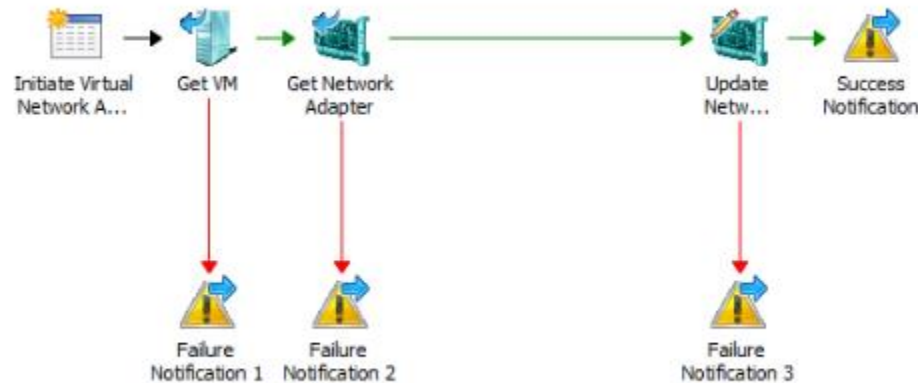 Initiate Virtual
Network A...
Get VM
Get Network
Adapter
Update
Netw...
Success
Notification
Failure
Notification 1
Failure
Notification 2
Failure
Notification 3